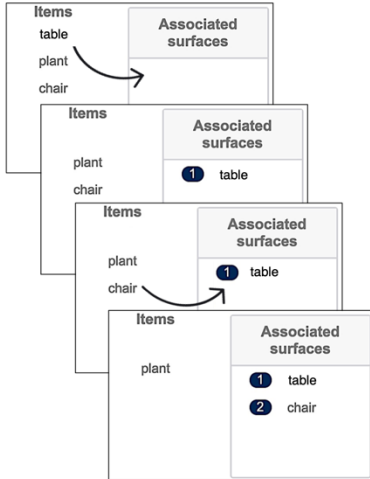 Items
Associated
surfaces
table
plant
chair
Items
Associated
surfaces
plant
chair
1 table
Items
Associated
surfaces
plant
chair
1 table
Items
Associated
surfaces
plant
1 table
2 chair